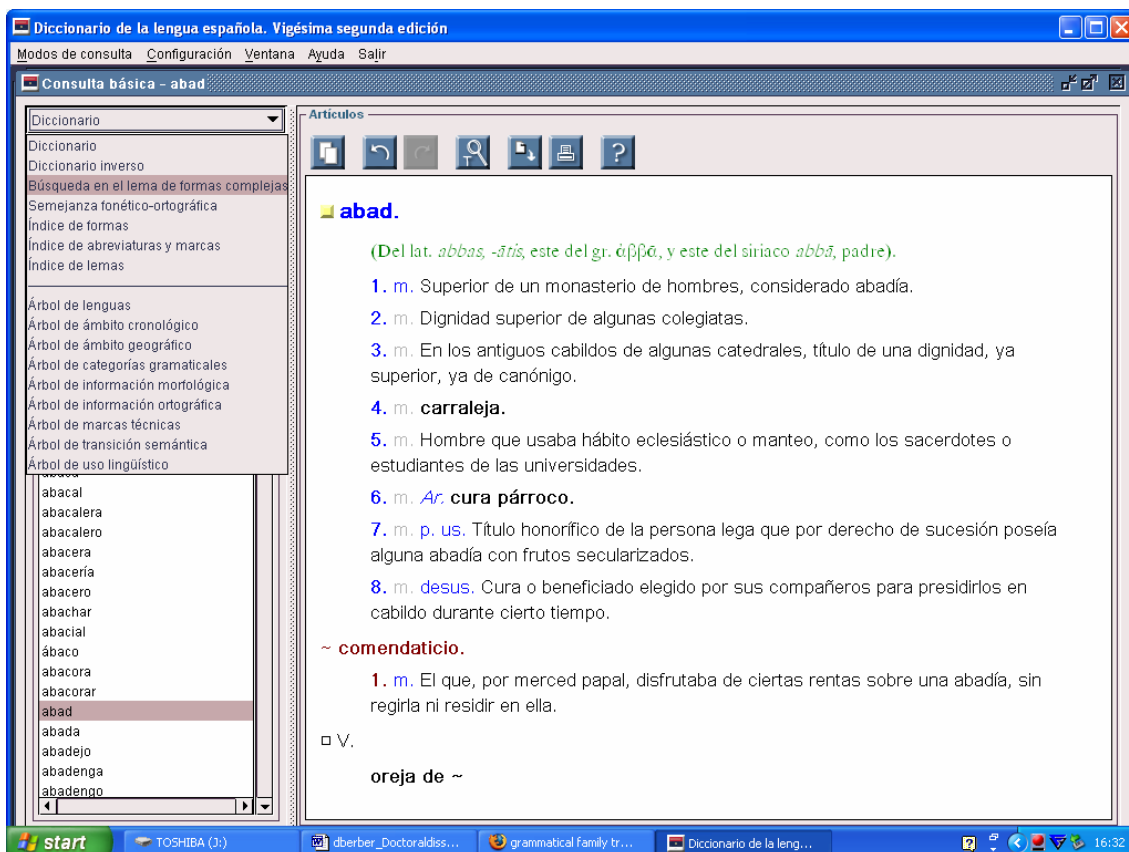 Diccionario de la lengua española. Vigésima segunda edición
Modos de consulta Configuración Ventana Ayuda Salir
Consulta básica - abad
Diccionario
Diccionario
Diccionario inverso
Búsqueda en el lema de formas complejas
Semejanza fonético-ortográfica
Índice de formas
Índice de abreviaturas y marcas
Índice de lemas
Árbol de lenguas
Árbol de ámbito cronológico
Árbol de ámbito geográfico
Árbol de categorías gramaticales
Árbol de información morfológica
Árbol de información ortográfica
Árbol de marcas técnicas
Árbol de transición semántica
Árbol de uso lingüístico
abacal
abacalera
abacalero
abacera
abacería
abacero
abachar
abacial
ábaco
abacora
abacorar
abad
abada
abadejo
abadenga
abadengo
Artículos
abad.
(Del lat. abbas, -ātis, este del gr. ἀββᾶ, y este del siriaco abbā, padre).
1. m. Superior de un monasterio de hombres, considerado abadía.
2. m. Dignidad superior de algunas colegiatas.
3. m. En los antiguos cabildos de algunas catedrales, título de una dignidad, ya
superior, ya de canónigo.
4. m. carraleja.
5. m. Hombre que usaba hábito eclesiástico o manteo, como los sacerdotes o
estudiantes de las universidades.
6. m. Ar. cura párroco.
7. m. p. us. Título honorífico de la persona lega que por derecho de sucesión poseía
alguna abadía con frutos secularizados.
8. m. desus. Cura o beneficiado elegido por sus compañeros para presidirlos en
cabildo durante cierto tiempo.
~ comendaticio.
1. m. El que, por merced papal, disfrutaba de ciertas rentas sobre una abadía, sin
regirla ni residir en ella.
V.
oreja de ~
start TOSHIBA (J:) dberber_Doctoraldiss... grammatical family tr... Diccionario de la leng... 16:32